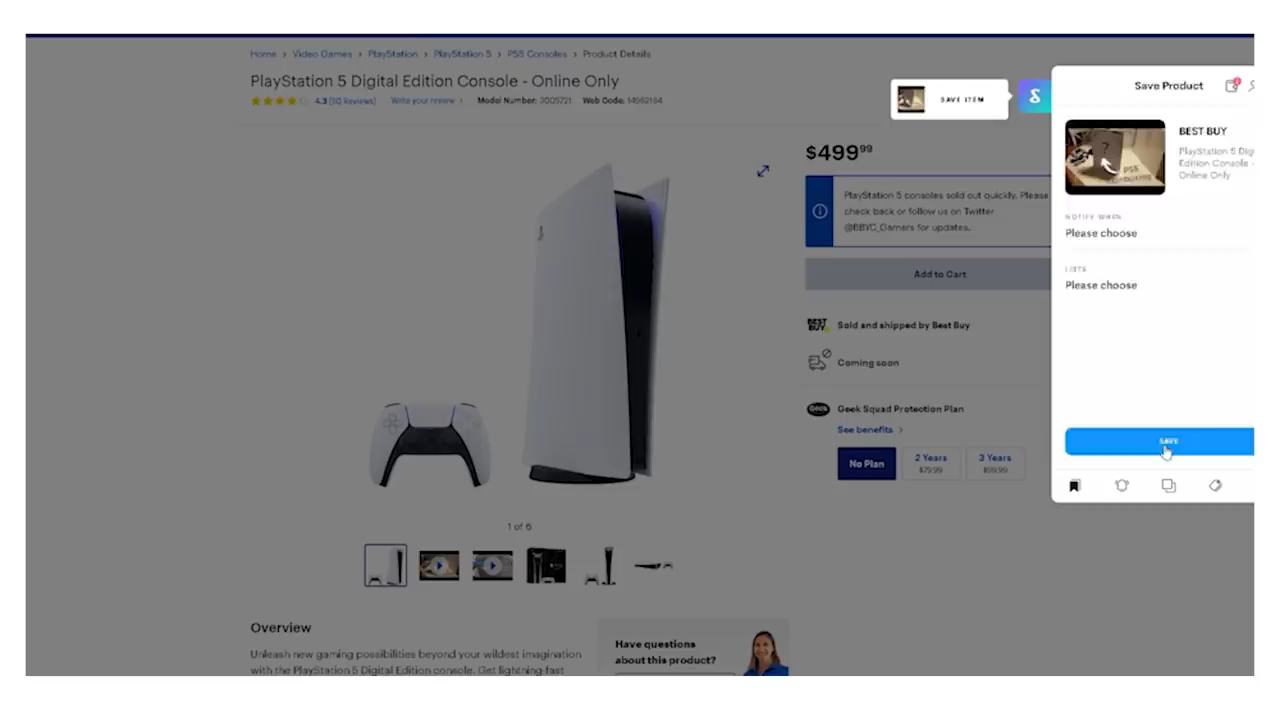 Home > Video Games > PlayStation > PlayStation 5 > PS5 Consoles > Product Details
PlayStation 5 Digital Edition Console - Online Only
4.3 Write your review Model Number: 3005721 Web Code: 14962184
SAVE ITEM
$499.99
PlayStation 5 consoles sold out quickly. Please
check back or follow us on Twitter
@BBYC_Gamers for updates.
Add to Cart
BEST BUY Sold and shipped by Best Buy
Coming soon
Geek Squad Protection Plan
See benefits >
No Plan
2 Years
$79.99
3 Years
$99.99
1 of 6
Overview
Unleash new gaming possibilities beyond your wildest imagination
with the PlayStation 5 Digital Edition console. Get lightning-fast
Have questions
about this product?
Save Product
?
PS5
BEST BUY
PlayStation 5 Dig
Edition Console -
Online Only
NOTIFY WHEN
Please choose
LISTS
Please choose
SAVE